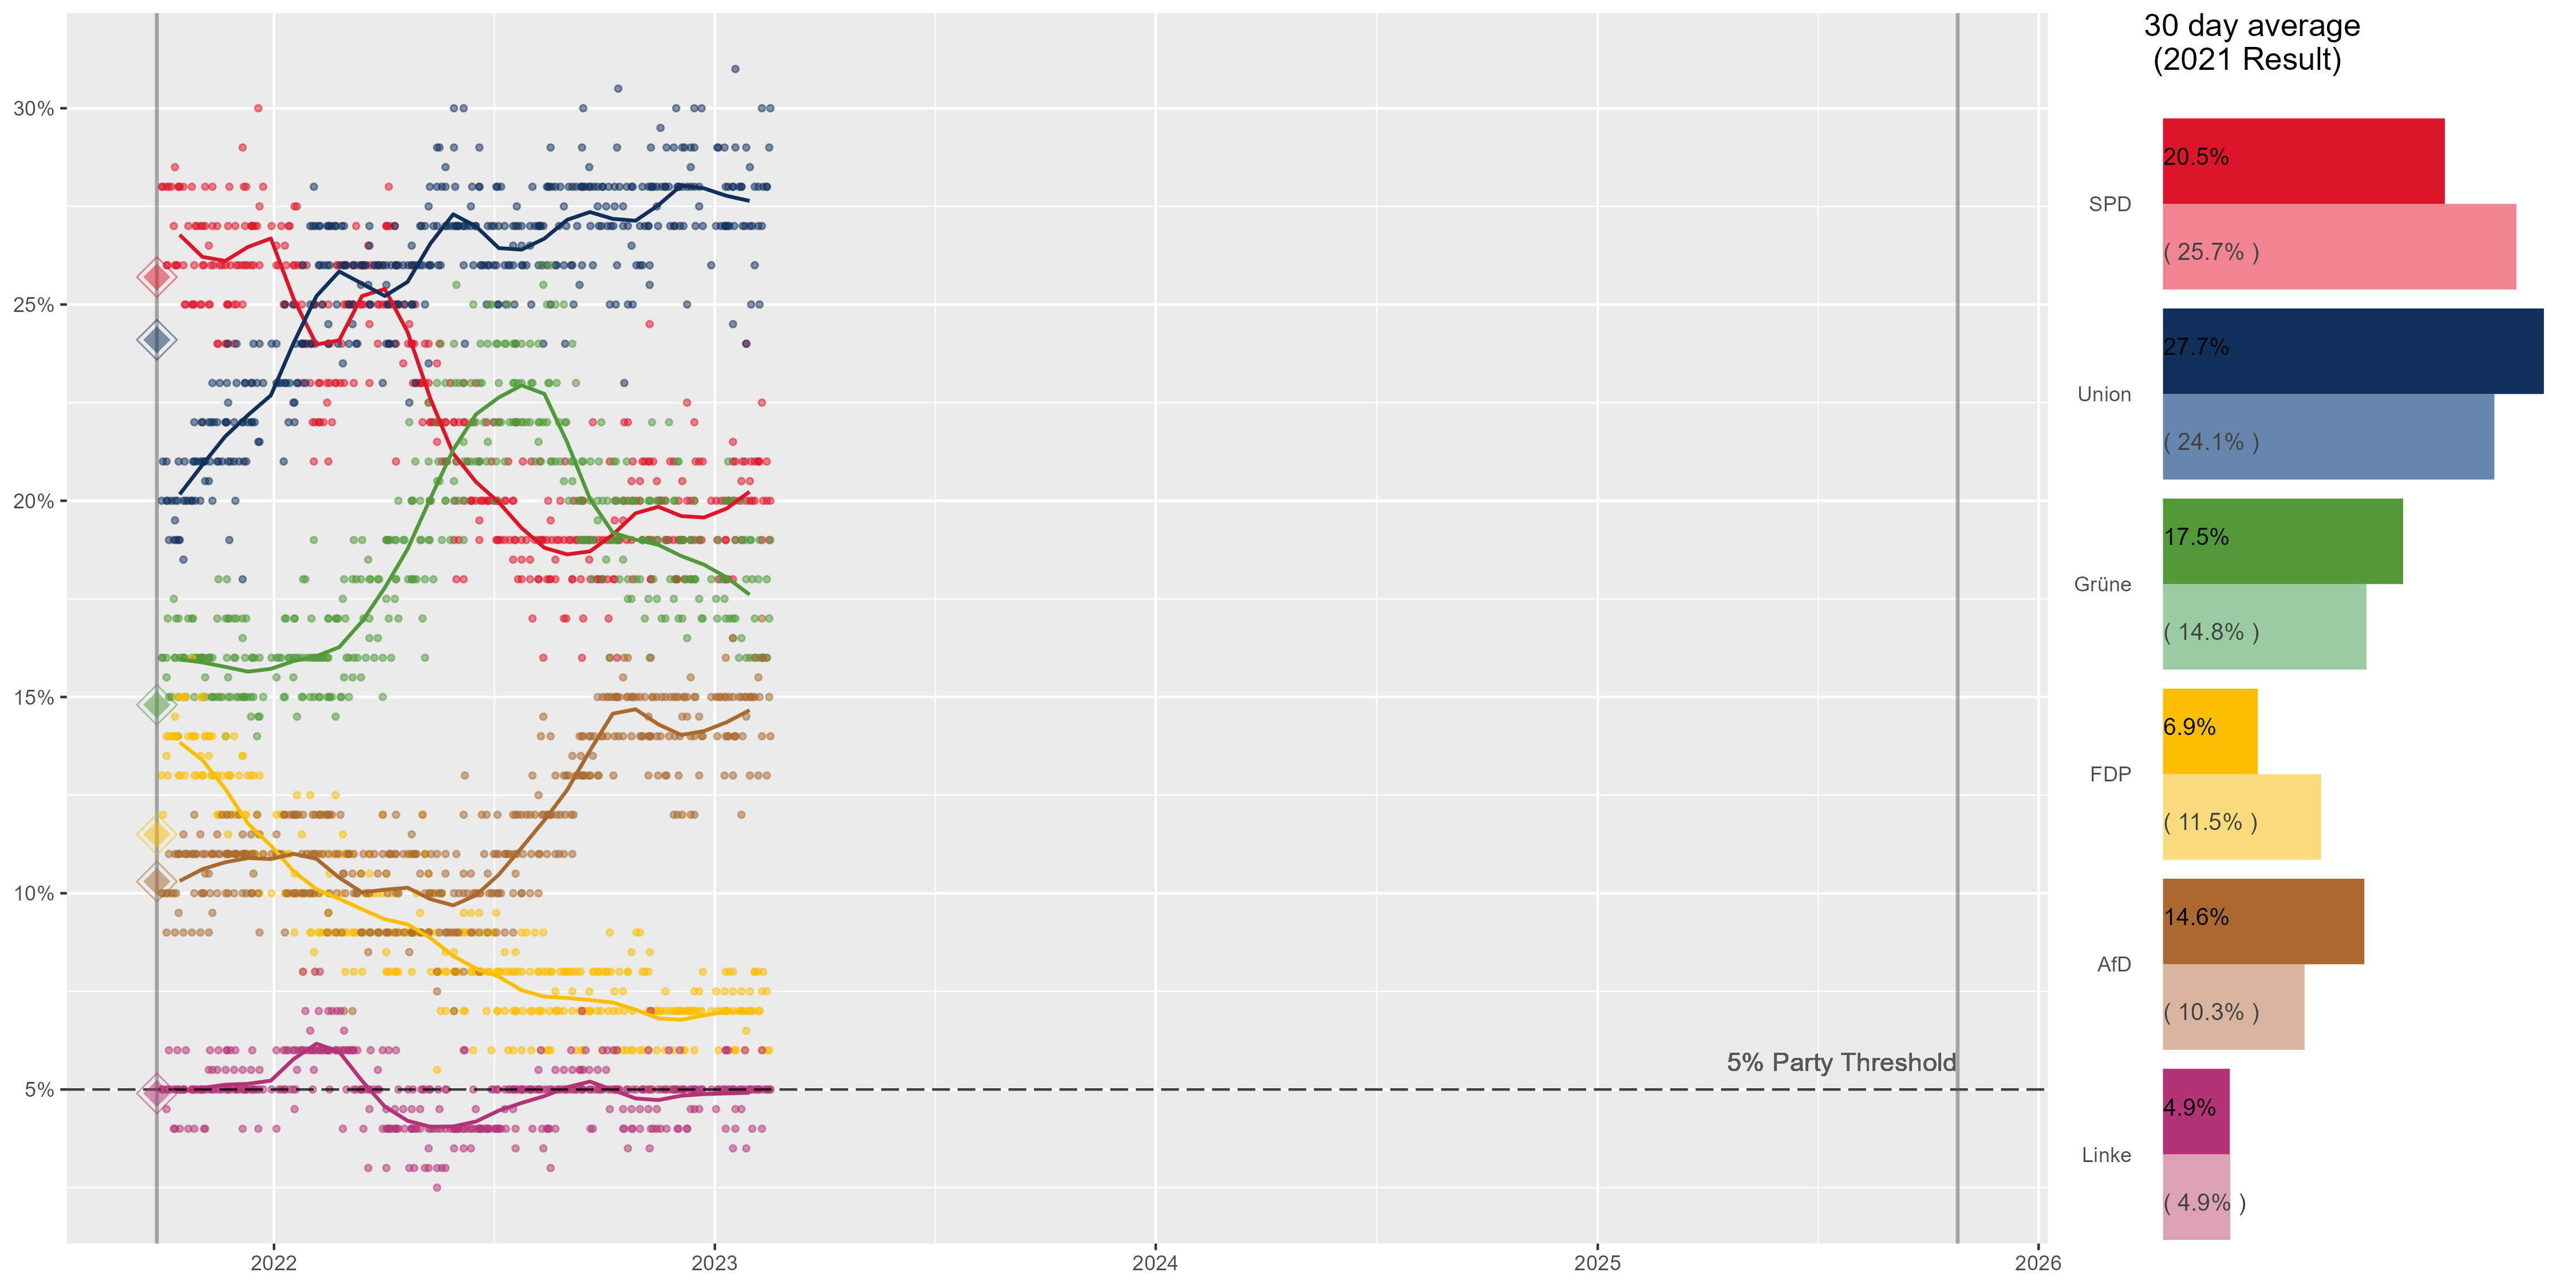 30%
25%
20%
15%
10%
5%
5% Party Threshold
2022
2023
2024
2025
2026
30 day average
(2021 Result)
SPD
20.5%
( 25.7% )
Union
27.7%
( 24.1% )
Grüne
17.5%
( 14.8% )
FDP
6.9%
( 11.5% )
AfD
14.6%
( 10.3% )
Linke
4.9%
( 4.9% )